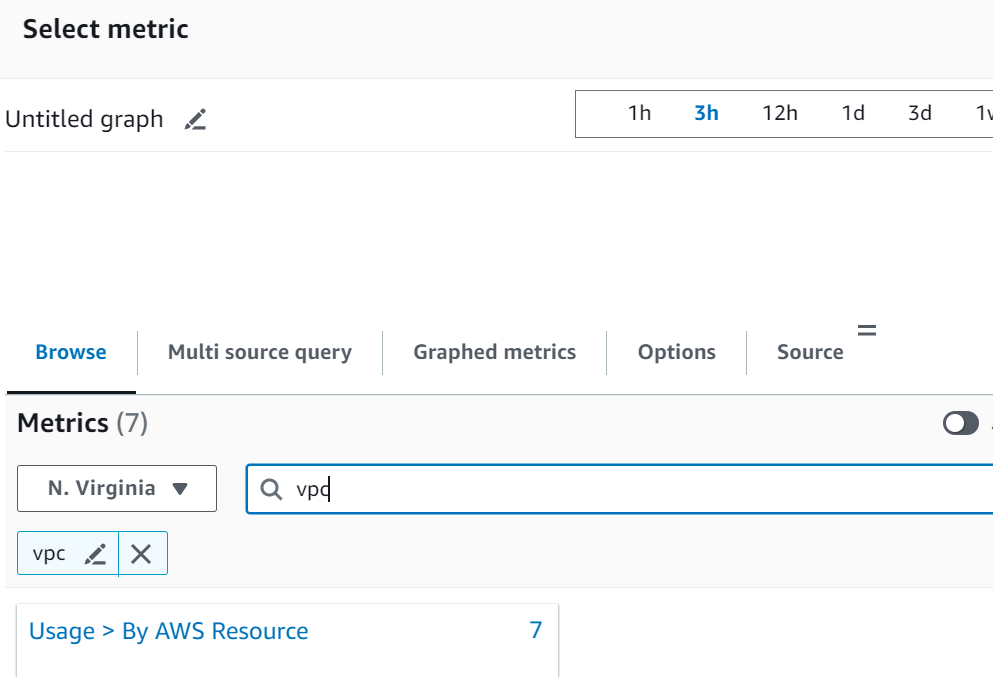 Select metric
Untitled graph
1h 3h 12h 1d 3d
Browse Multi source query Graphed metrics Options Source
Metrics (7)
N. Virginia
vpc
vpc
Usage > By AWS Resource 7